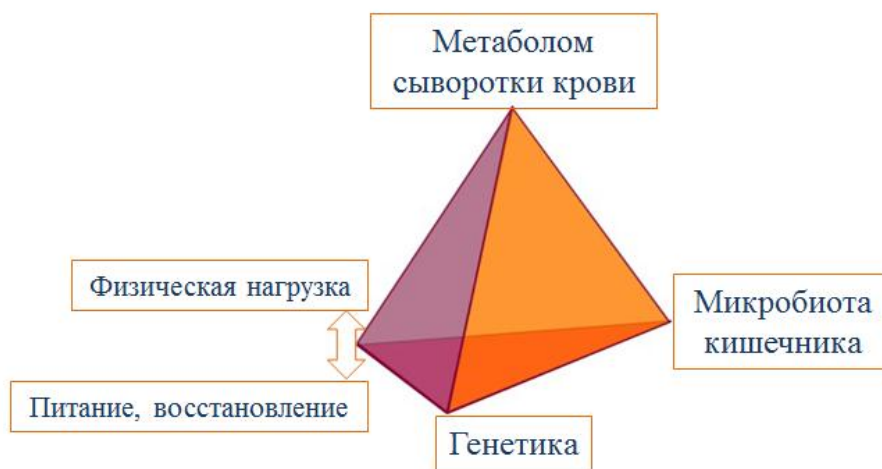 Метаболом
сыворотки крови
Физическая нагрузка
Микробиота
кишечника
Питание, восстановление
Генетика